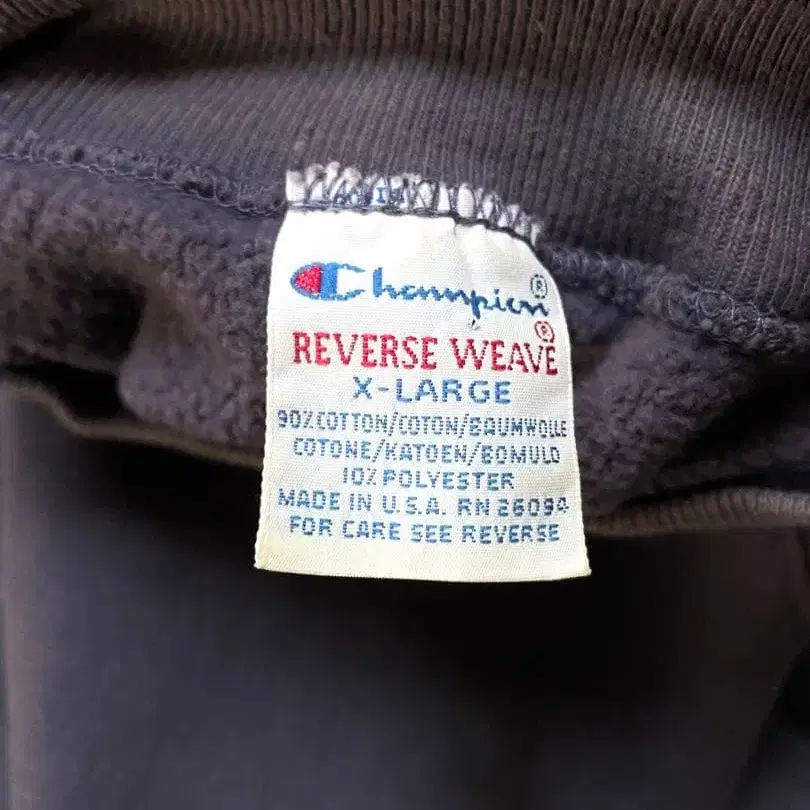 Champion®
REVERSE WEAVE®
X-LARGE
90% COTTON/COTON/BAUMWOLLE
COTONE/KATOEN/BOMULD
10% POLYESTER
MADE IN U.S.A. RN 26094
FOR CARE SEE REVERSE